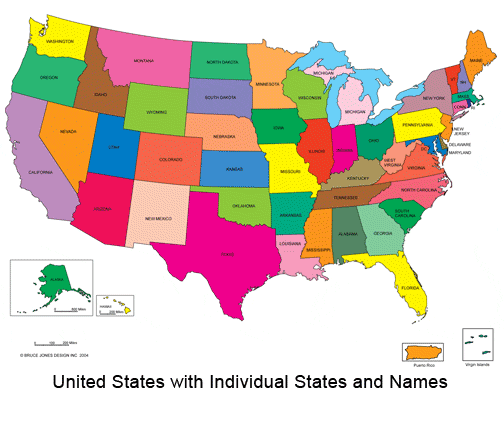 WASHINGTON
OREGON
CALIFORNIA
NEVADA
IDAHO
MONTANA
WYOMING
UTAH
COLORADO
ARIZONA
NEW MEXICO
NORTH DAKOTA
SOUTH DAKOTA
NEBRASKA
KANSAS
OKLAHOMA
TEXAS
MINNESOTA
IOWA
MISSOURI
ARKANSAS
LOUISIANA
WISCONSIN
ILLINOIS
MICHIGAN
MICHIGAN
INDIANA
OHIO
KENTUCKY
TENNESSEE
MISSISSIPPI
ALABAMA
GEORGIA
FLORIDA
SOUTH CAROLINA
NORTH CAROLINA
VIRGINIA
WEST VIRGINIA
PENNSYLVANIA
NEW YORK
VT
NH
MAINE
MASS
CONN
NEW JERSEY
DELAWARE
MARYLAND
ALASKA
HAWAII
Puerto Rico
Virgin Islands
© BRUCE JONES DESIGN INC. 2004
United States with Individual States and Names